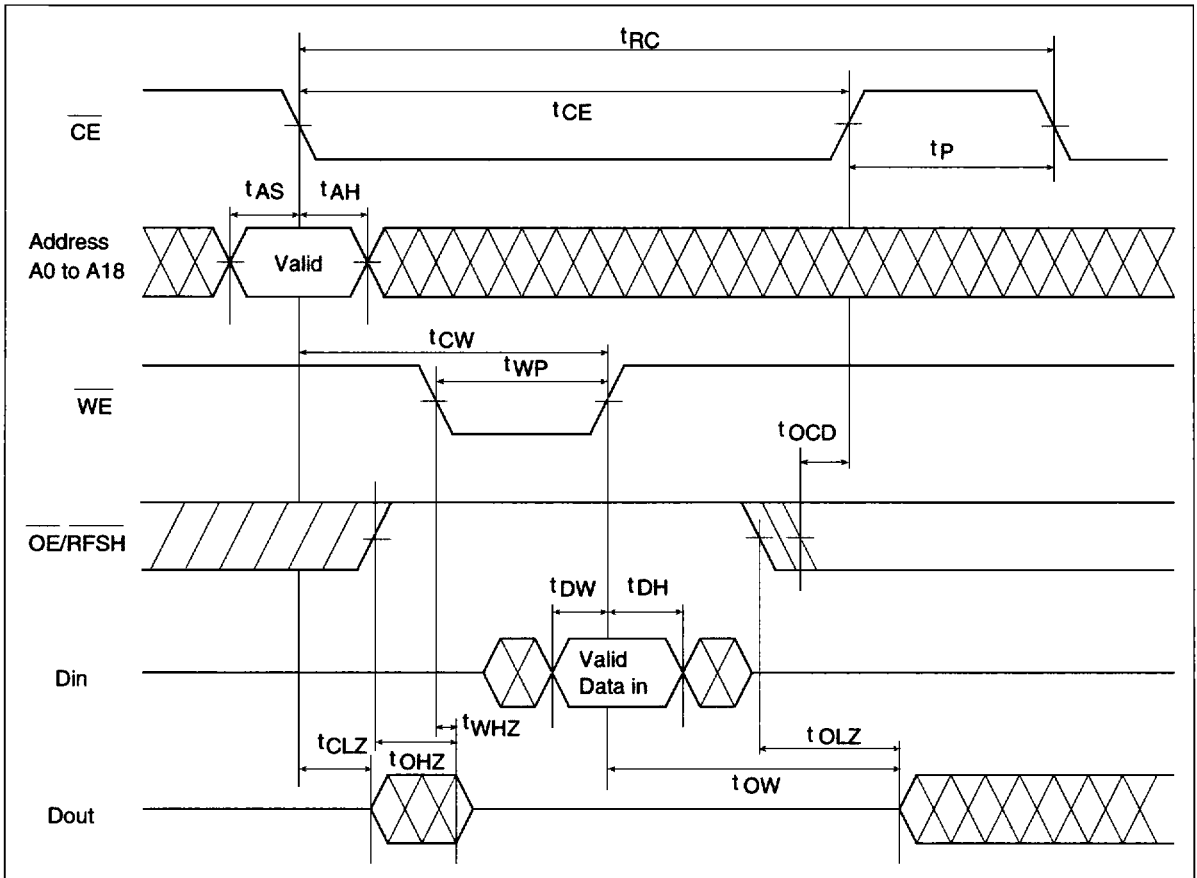 tRC
tCE
CE
tP
tAS
tAH
Address
A0 to A18
Valid
tCW
tWP
WE
tOCD
OE/RFSH
tDW
tDH
Din
Valid
Data in
tWHZ
tCLZ
tOHZ
tOLZ
tOW
Dout